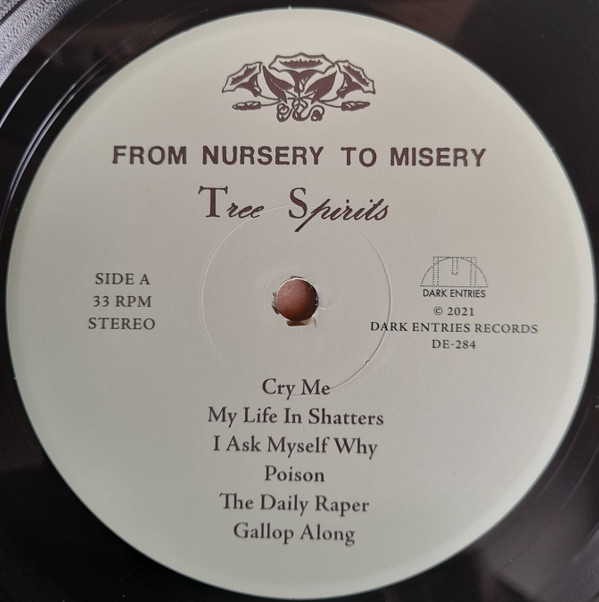 FROM NURSERY TO MISERY
Tree Spirits
SIDE A
33 RPM
STEREO
DARK ENTRIES
© 2021
DARK ENTRIES RECORDS
DE-284
Cry Me
My Life In Shatters
I Ask Myself Why
Poison
The Daily Raper
Gallop Along